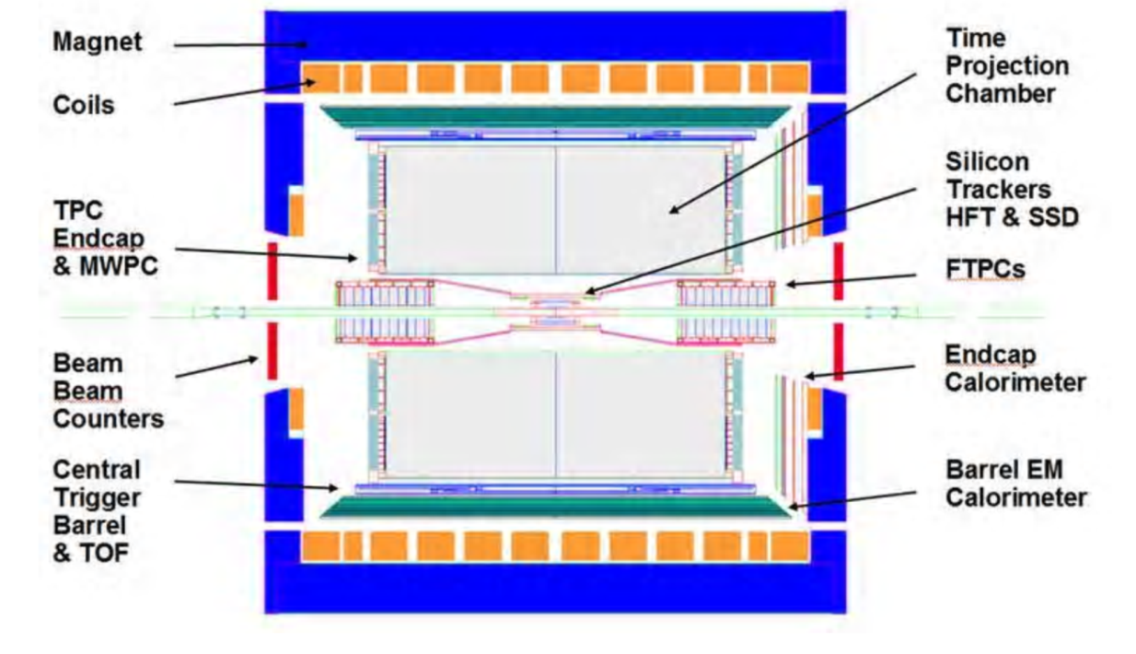 Magnet
Coils
TPC
Endcap
& MWPC
Beam
Beam
Counters
Central
Trigger
Barrel
& TOF
Time
Projection
Chamber
Silicon
Trackers
HFT & SSD
FTPCs
Endcap
Calorimeter
Barrel EM
Calorimeter